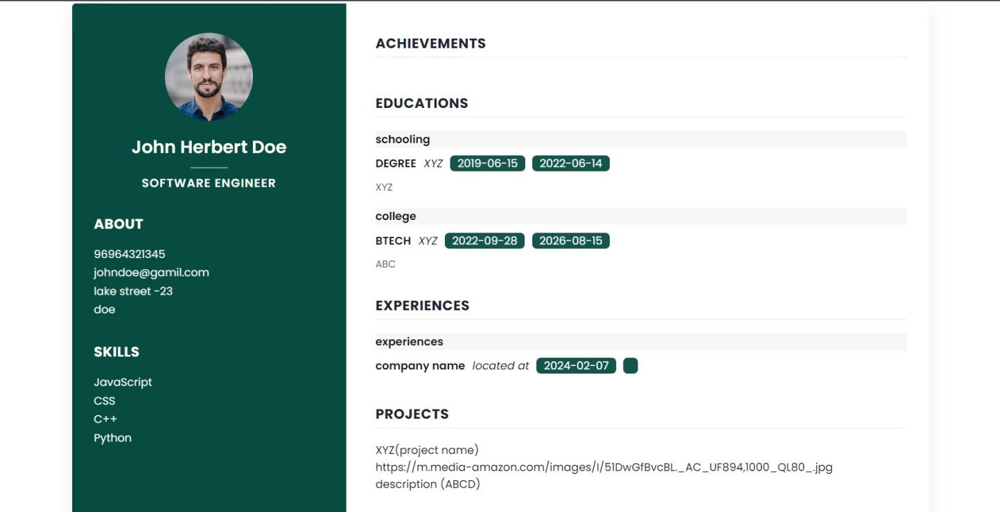 John Herbert Doe
SOFTWARE ENGINEER
ABOUT
96964321345
johndoe@gamil.com
lake street -23
doe
SKILLS
JavaScript
CSS
C++
Python
ACHIEVEMENTS
EDUCATIONS
schooling
DEGREE XYZ 2019-06-15 2022-06-14
XYZ
college
BTECH XYZ 2022-09-28 2026-08-15
ABC
EXPERIENCES
experiences
company name located at 2024-02-07
PROJECTS
XYZ(project name)
https://m.media-amazon.com/images/I/51DwGfBvcBL._AC_UF894,1000_QL80_.jpg
description (ABCD)